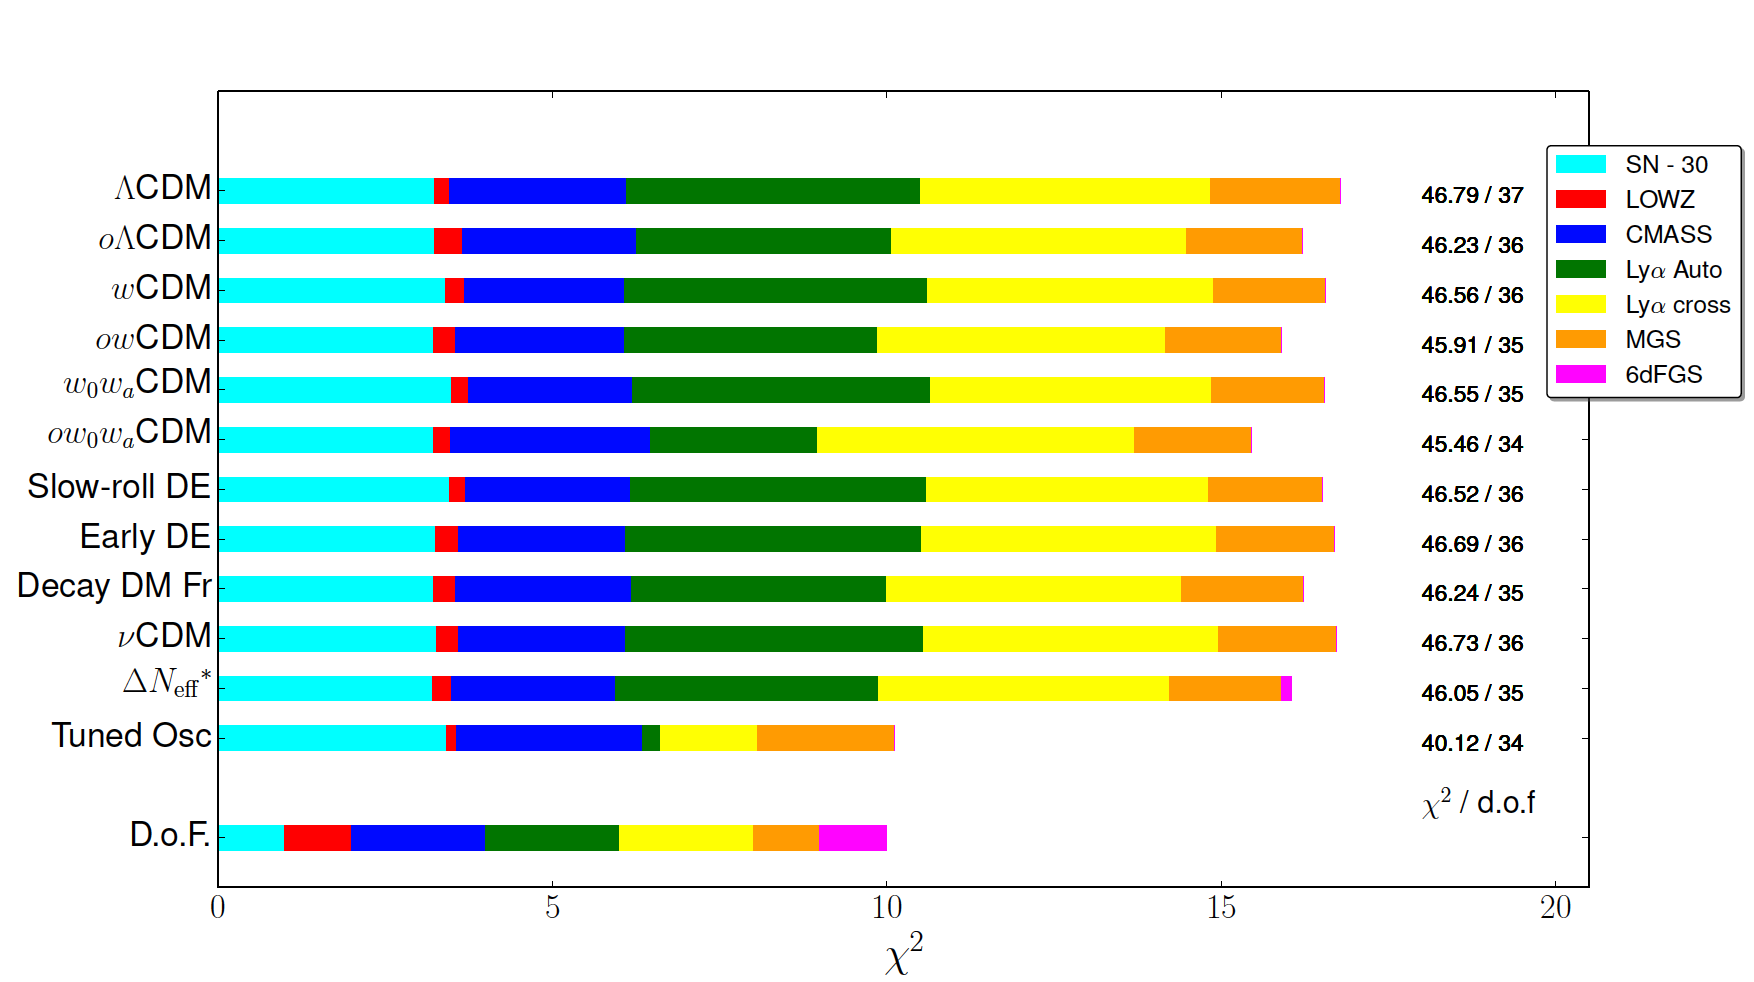 ΛCDM 46.79 / 37
oΛCDM 46.23 / 36
wCDM 46.56 / 36
owCDM 45.91 / 35
w₀wₐCDM 46.55 / 35
ow₀wₐCDM 45.46 / 34
Slow-roll DE 46.52 / 36
Early DE 46.69 / 36
Decay DM Fr 46.24 / 35
νCDM 46.73 / 36
ΔN_eff* 46.05 / 35
Tuned Osc 40.12 / 34
χ² / d.o.f
D.o.F.
0 5 10 15 20
χ²
SN - 30
LOWZ
CMASS
Lyα Auto
Lyα cross
MGS
6dFGS